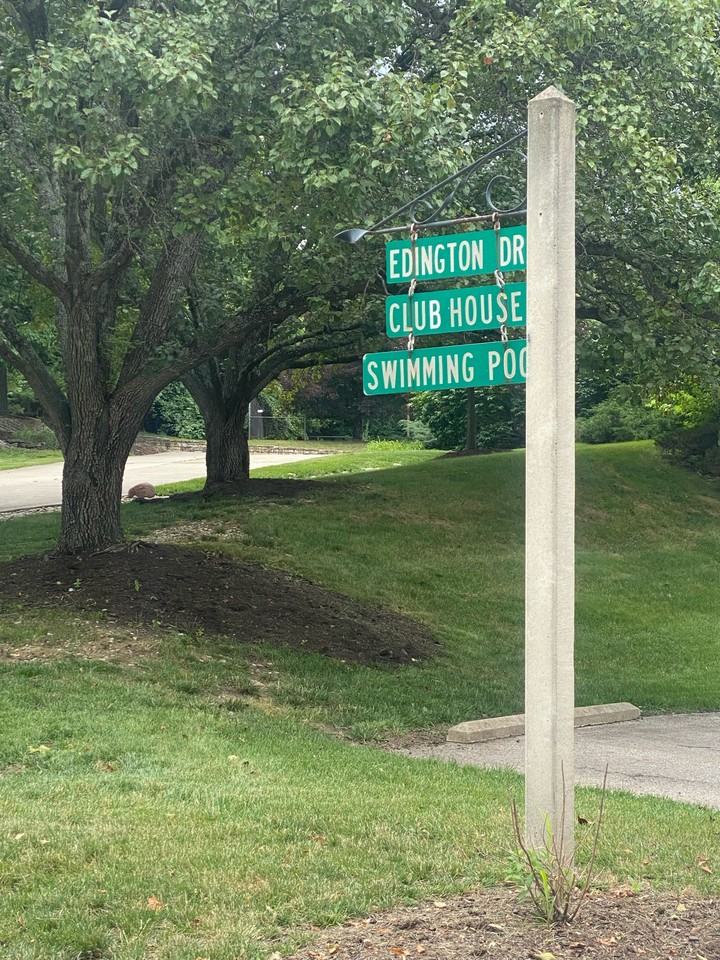 EDINGTON DR
CLUB HOUSE
SWIMMING POO